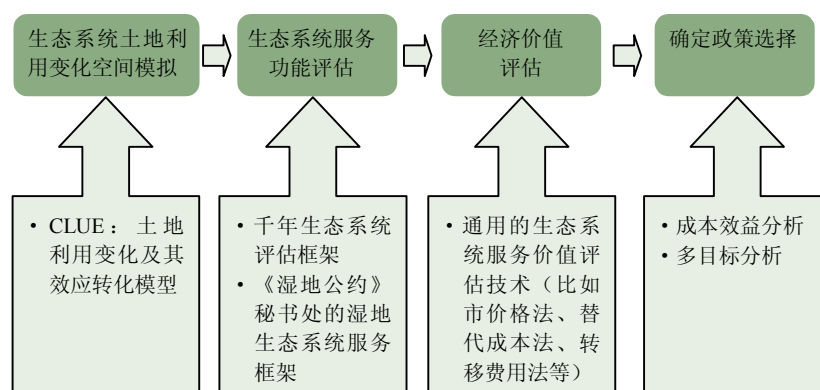 生态系统土地利
用变化空间模拟
生态系统服务
功能评估
经济价值
评估
确定政策选择
• CLUE：土地
利用变化及其
效应转化模型
• 千年生态系统
评估框架
• 《湿地公约》
秘书处的湿地
生态系统服务
框架
• 通用的生态系
统服务价值评
估技术（比如
市价格法、替
代成本法、转
移费用法等）
• 成本效益分析
• 多目标分析